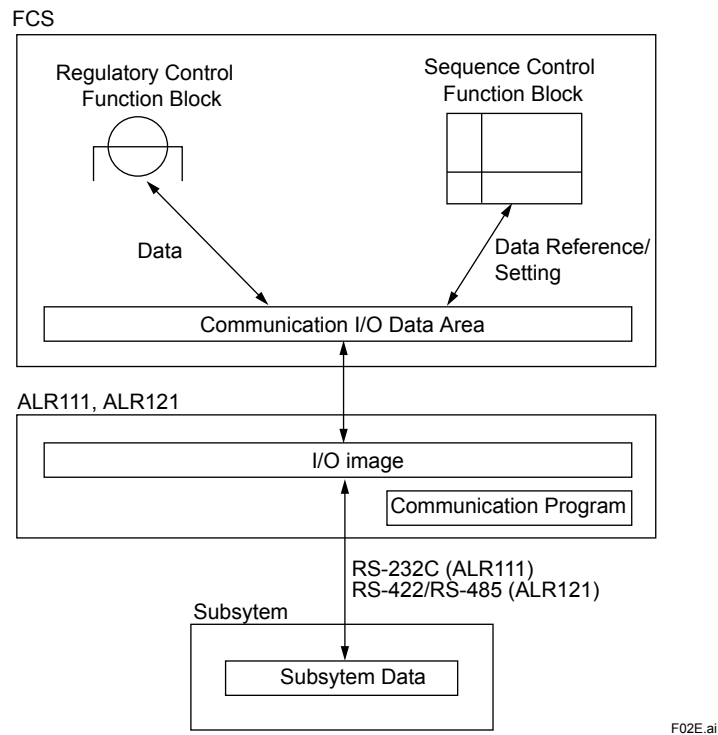 FCS
Regulatory Control
Function Block
Sequence Control
Function Block
Data
Data Reference/
Setting
Communication I/O Data Area
ALR111, ALR121
I/O image
Communication Program
RS-232C (ALR111)
RS-422/RS-485 (ALR121)
Subsytem
Subsytem Data
F02E.ai